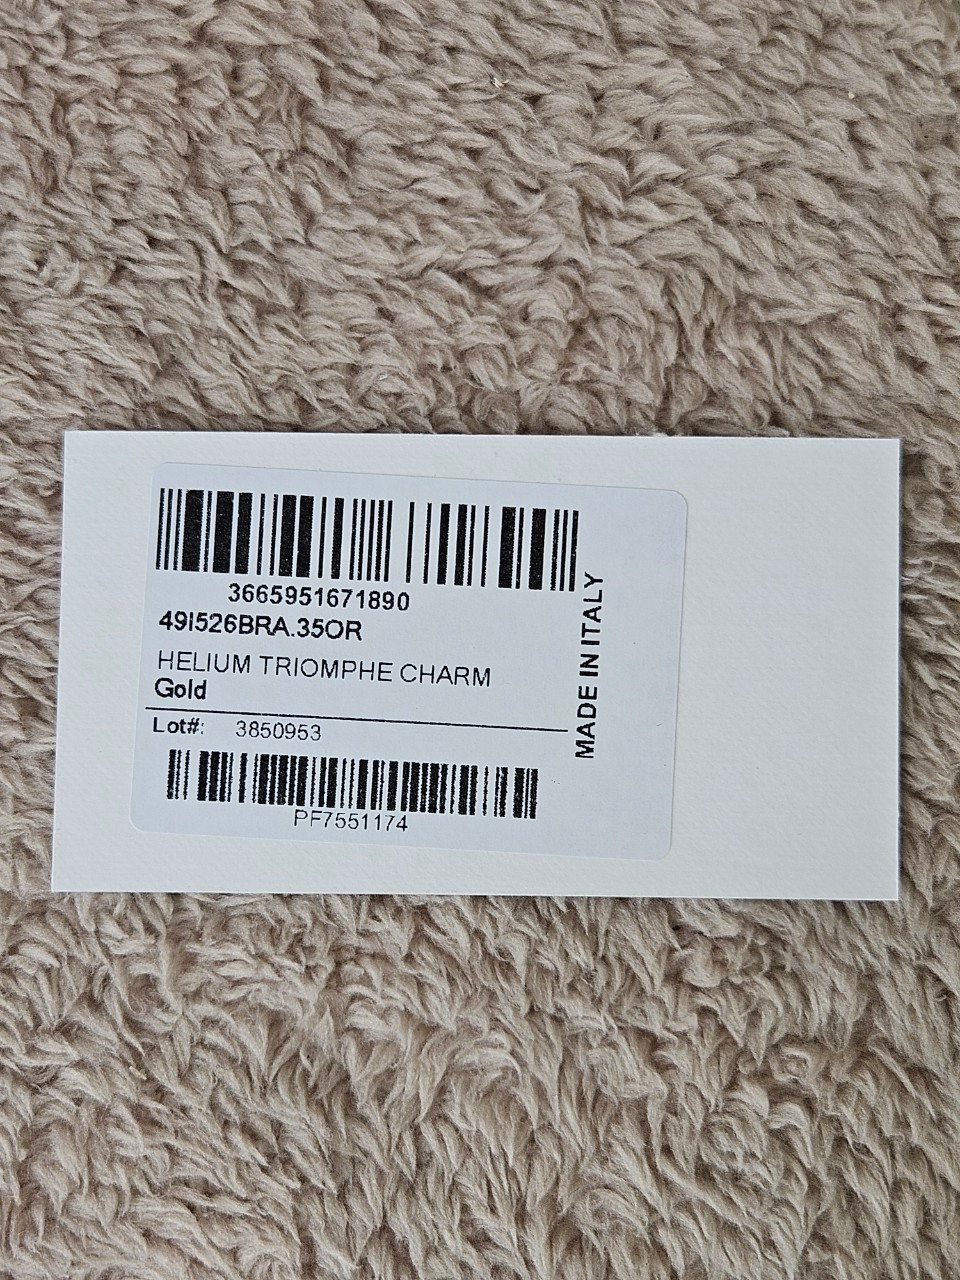 3665951671890
49I526BRA.35OR
HELIUM TRIOMPHE CHARM
Gold
Lot#: 3850953
PF7551174
MADE IN ITALY